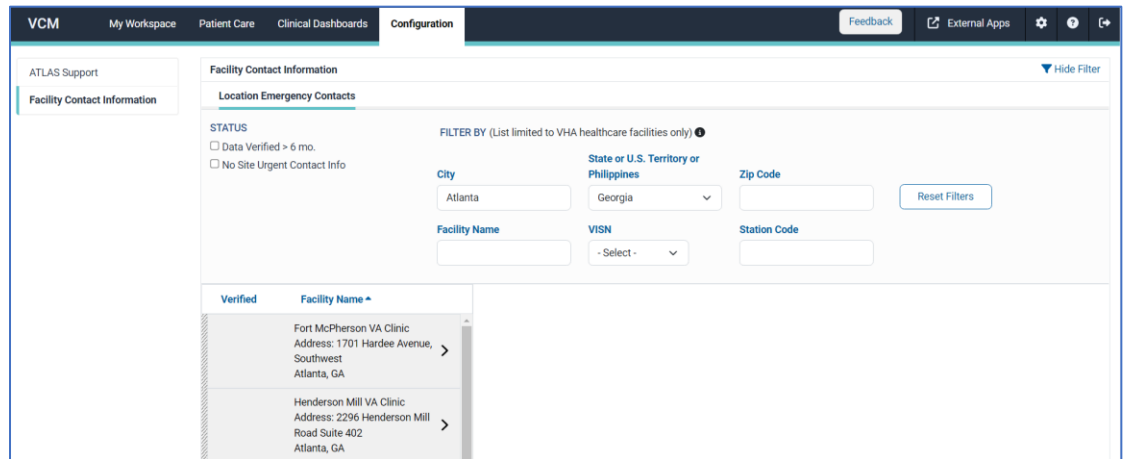 VCM My Workspace Patient Care Clinical Dashboards Configuration Feedback External Apps
ATLAS Support
Facility Contact Information
Facility Contact Information Hide Filter
Location Emergency Contacts
STATUS
Data Verified > 6 mo.
No Site Urgent Contact Info
FILTER BY (List limited to VHA healthcare facilities only)
City State or U.S. Territory or Philippines Zip Code
Atlanta Georgia Reset Filters
Facility Name VISN Station Code
- Select -
Verified Facility Name
Fort McPherson VA Clinic
Address: 1701 Hardee Avenue,
Southwest
Atlanta, GA
Henderson Mill VA Clinic
Address: 2296 Henderson Mill
Road Suite 402
Atlanta, GA